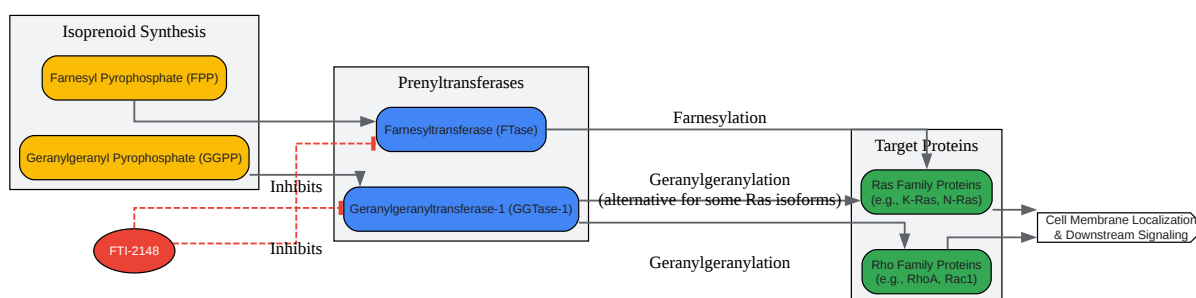 Isoprenoid Synthesis
Farnesyl Pyrophosphate (FPP)
Geranylgeranyl Pyrophosphate (GGPP)
Prenyltransferases
Farnesyltransferase (FTase)
Geranylgeranyltransferase-1 (GGTase-1)
Inhibits
Inhibits
FTI-2148
Farnesylation
Geranylgeranylation
(alternative for some Ras isoforms)
Geranylgeranylation
Target Proteins
Ras Family Proteins
(e.g., K-Ras, N-Ras)
Rho Family Proteins
(e.g., RhoA, Rac1)
Cell Membrane Localization
& Downstream Signaling